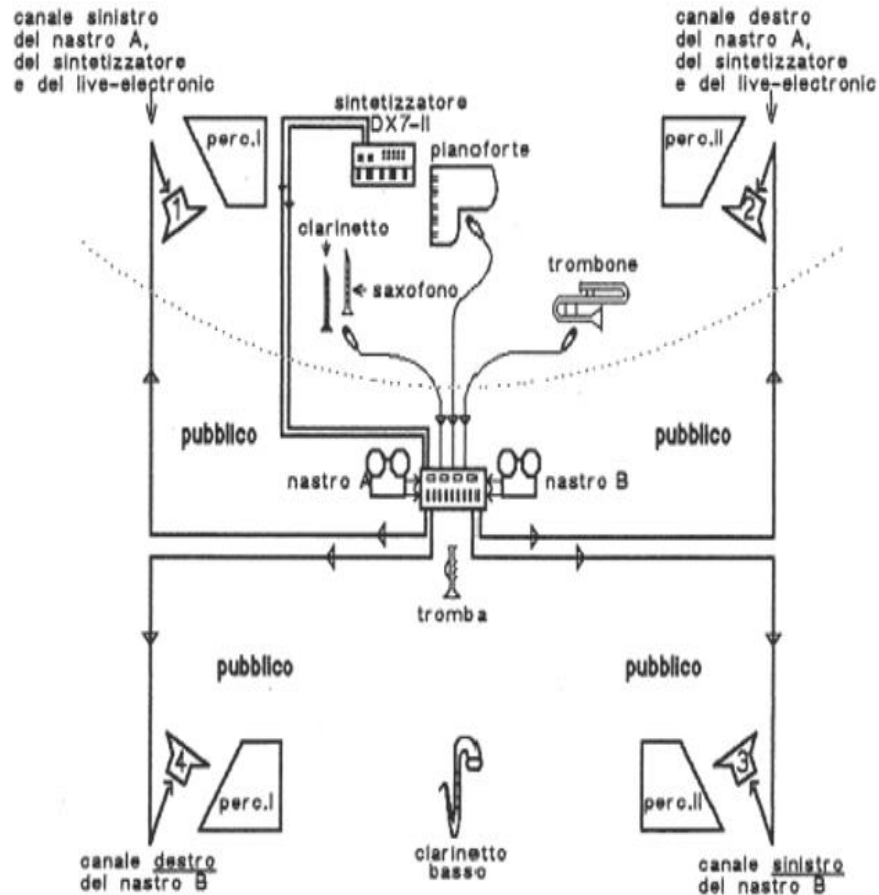 canale sinistro
del nastro A,
del sintetizzatore
e del live-electronic
canale destro
del nastro A,
del sintetizzatore
e del live-electronic
perc.I
sintetizzatore
DX7-II
pianoforte
perc.II
1
2
clarinetto
saxofono
trombone
pubblico
pubblico
nastro A
nastro B
tromba
pubblico
pubblico
4
perc.I
perc.II
3
canale destro
del nastro B
clarinetto
basso
canale sinistro
del nastro B